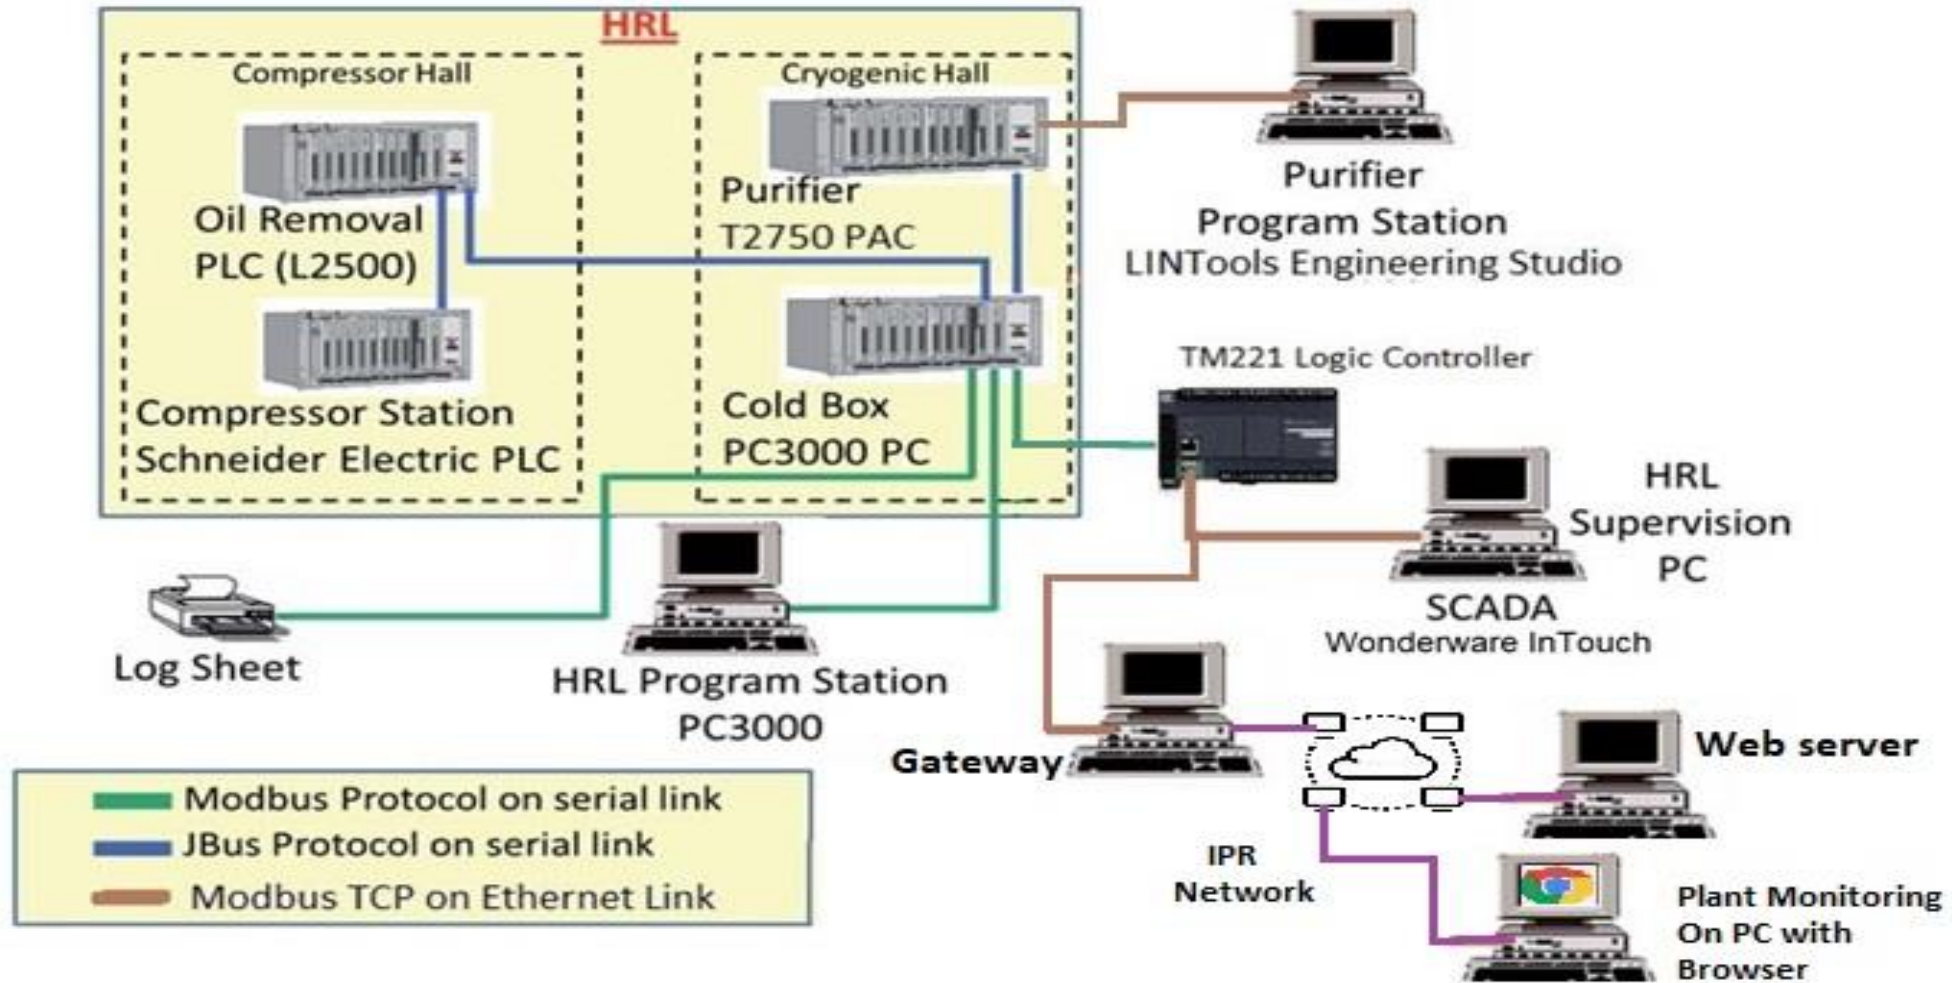 HRL
Compressor Hall
Cryogenic Hall
Oil Removal
PLC (L2500)
Purifier
T2750 PAC
Purifier
Program Station
LINTools Engineering Studio
Compressor Station
Schneider Electric PLC
Cold Box
PC3000 PC
TM221 Logic Controller
HRL
Supervision
PC
SCADA
Wonderware InTouch
Log Sheet
HRL Program Station
PC3000
Gateway
Web server
IPR
Network
Plant Monitoring
On PC with
Browser
Modbus Protocol on serial link
JBus Protocol on serial link
Modbus TCP on Ethernet Link